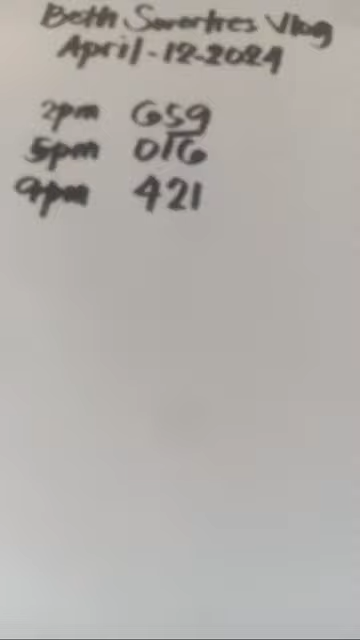 Beth Swertres Vlog
April-12-2024
2pm 659
5pm 016
9pm 421